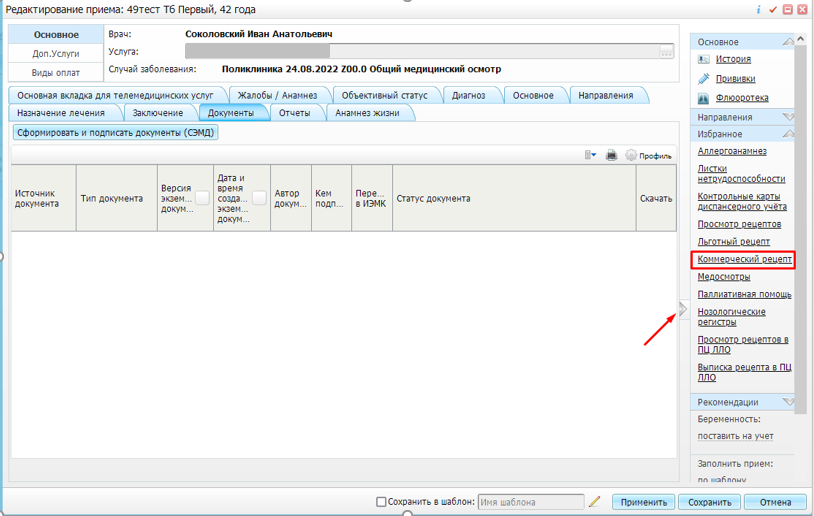 Редактирование приема: 49тест Тб Первый, 42 года
Основное
Доп.Услуги
Виды оплат
Врач: Соколовский Иван Анатольевич
Услуга:
...
Случай заболевания: Поликлиника 24.08.2022 Z00.0 Общий медицинский осмотр
Основная вкладка для телемедицинских услуг
Жалобы / Анамнез
Объективный статус
Диагноз
Основное
Направления
Назначение лечения
Заключение
Документы
Отчеты
Анамнез жизни
Сформировать и подписать документы (СЭМД)
Профиль
Источник
документа
Тип документа
Версия
экзем...
докум...
Дата и
время
созда...
экзем...
докум...
Автор
докум...
Кем
подп...
Пере...
в ИЭМК
Статус документа
Скачать
Основное
История
Прививки
Флюоротека
Направления
Избранное
Аллергоанамнез
Листки
нетрудоспособности
Контрольные карты
диспансерного учёта
Просмотр рецептов
Льготный рецепт
Коммерческий рецепт
Медосмотры
Паллиативная помощь
Нозологические
регистры
Просмотр рецептов в
ПЦ ЛЛО
Выписка рецепта в ПЦ
ЛЛО
Рекомендации
Беременность:
поставить на учет
Заполнить прием:
по шаблону
Сохранить в шаблон:
Имя шаблона
Применить
Сохранить
Отмена